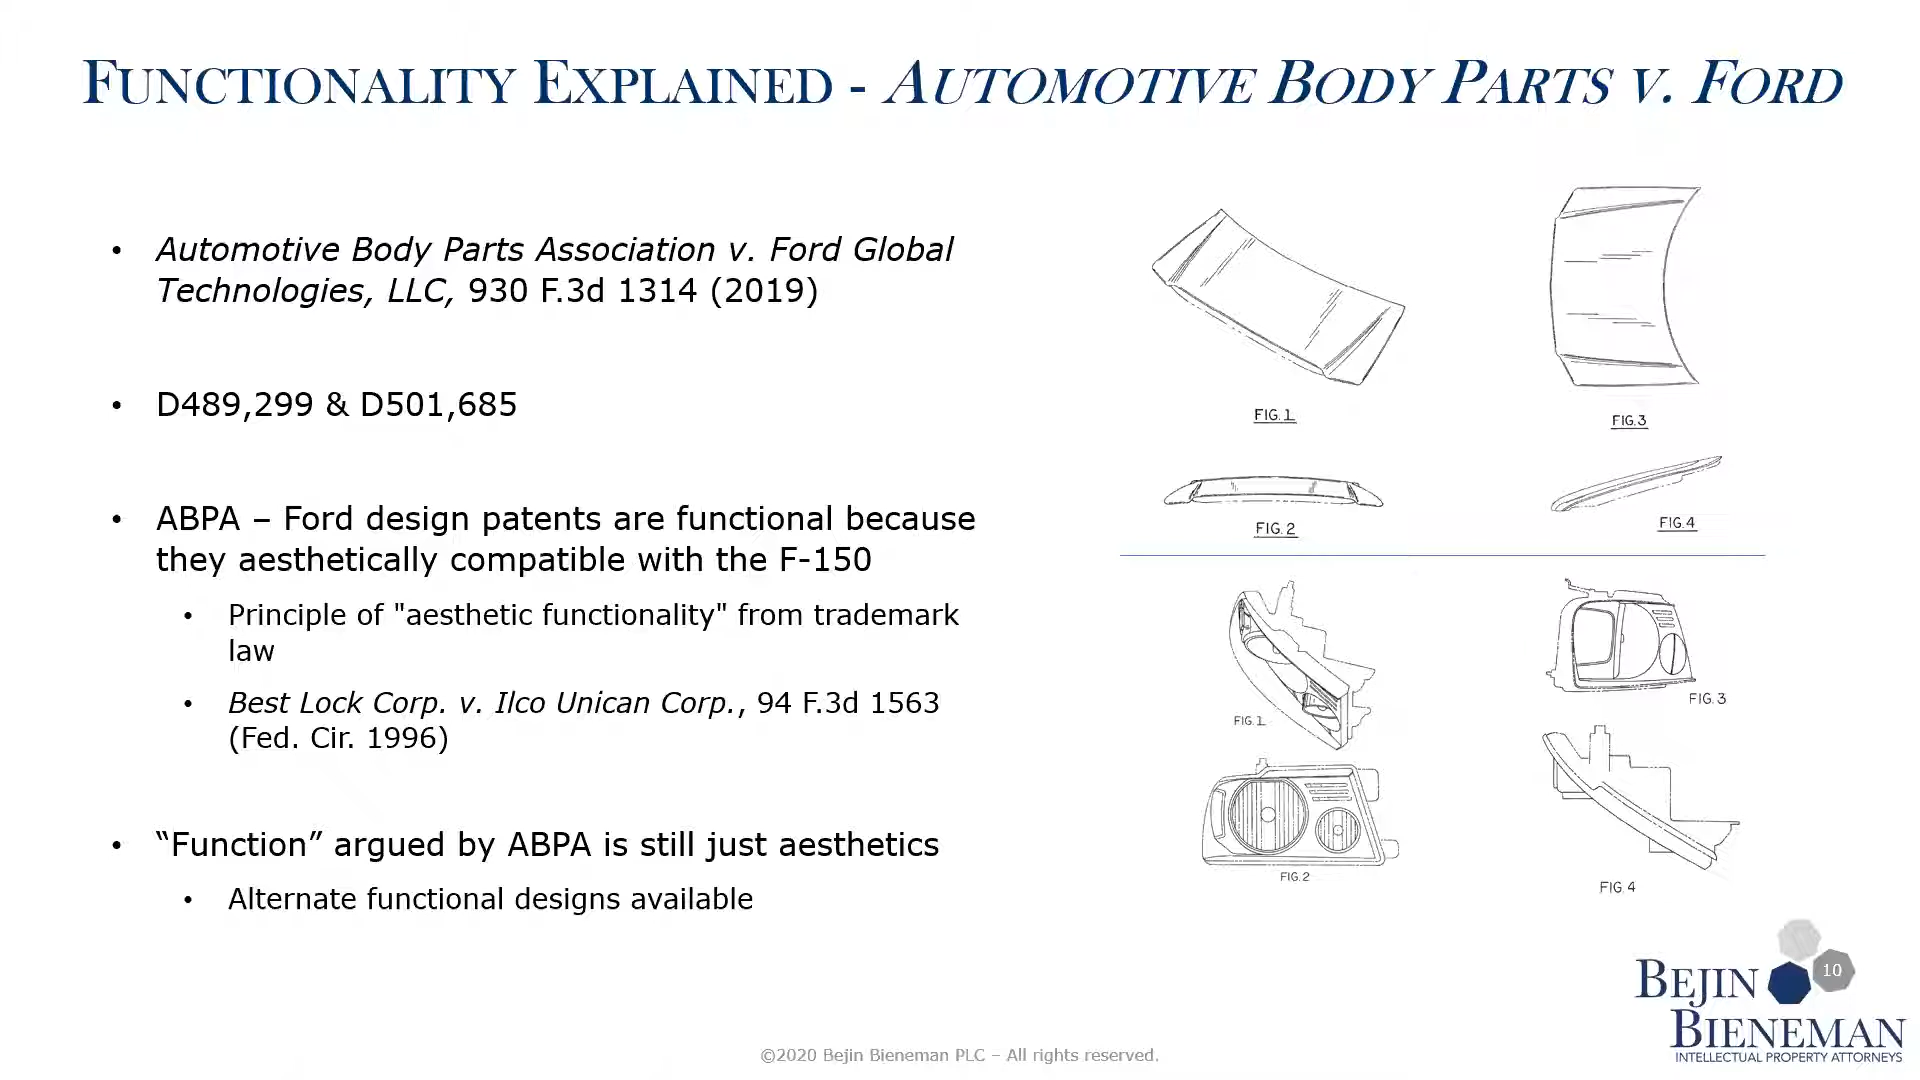 FUNCTIONALITY EXPLAINED - AUTOMOTIVE BODY PARTS V. FORD
• Automotive Body Parts Association v. Ford Global
Technologies, LLC, 930 F.3d 1314 (2019)
• D489,299 & D501,685
• ABPA – Ford design patents are functional because
they aesthetically compatible with the F-150
• Principle of "aesthetic functionality" from trademark
law
• Best Lock Corp. v. Ilco Unican Corp., 94 F.3d 1563
(Fed. Cir. 1996)
• “Function” argued by ABPA is still just aesthetics
• Alternate functional designs available
FIG.1
FIG.3
FIG.2
FIG.4
FIG.1
FIG.3
FIG.2
FIG 4
10
BEJIN
BIENEMAN
INTELLECTUAL PROPERTY ATTORNEYS
©2020 Bejin Bieneman PLC – All rights reserved.